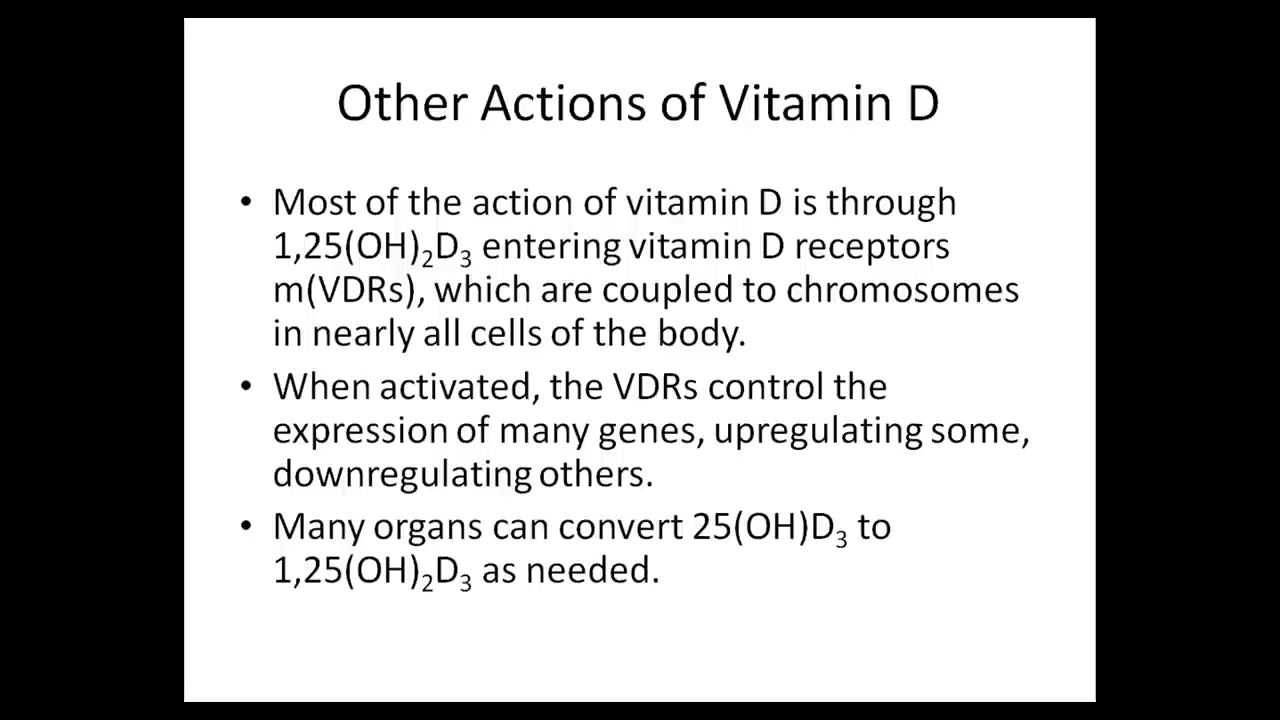 Other Actions of Vitamin D
• Most of the action of vitamin D is through
1,25(OH)₂D₃ entering vitamin D receptors
m(VDRs), which are coupled to chromosomes
in nearly all cells of the body.
• When activated, the VDRs control the
expression of many genes, upregulating some,
downregulating others.
• Many organs can convert 25(OH)D₃ to
1,25(OH)₂D₃ as needed.